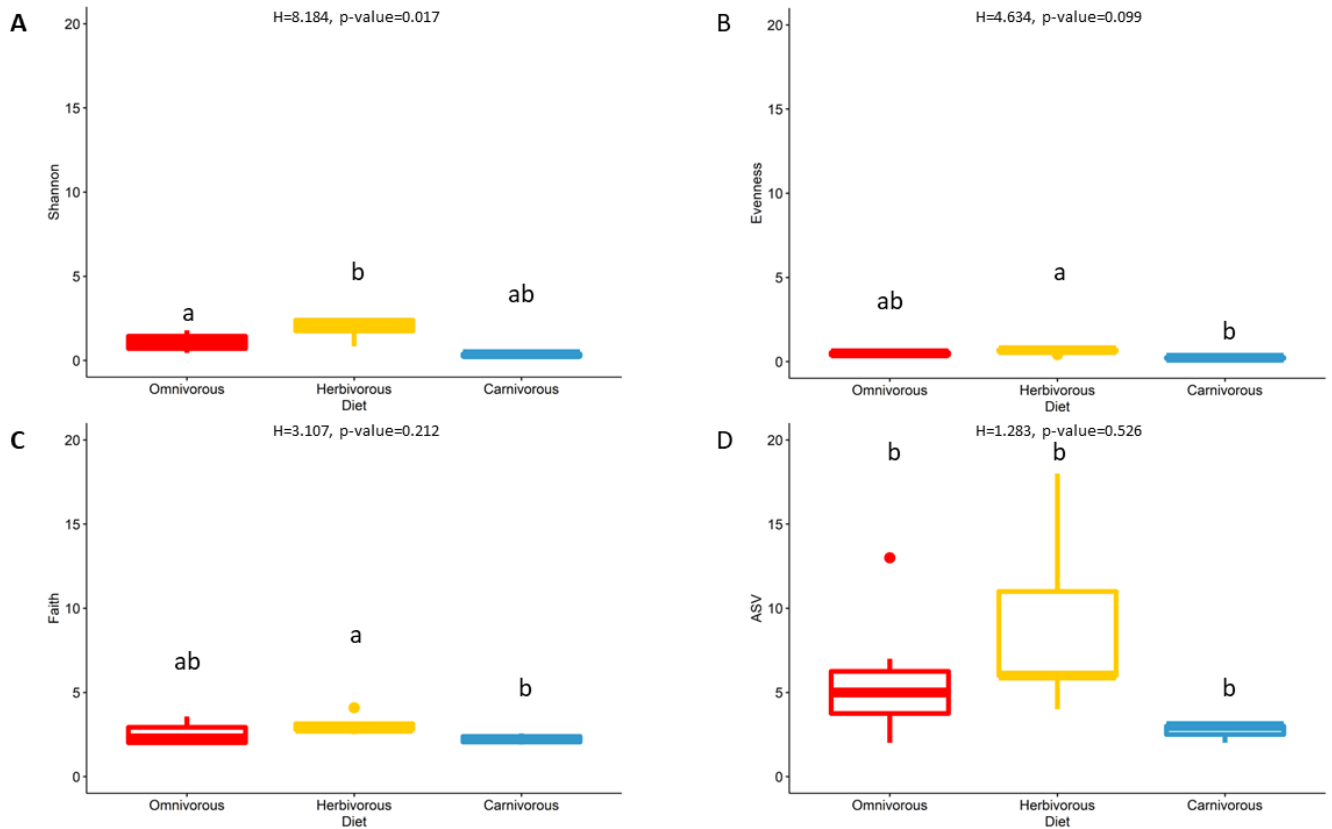 A
H=8.184, p-value=0.017
20
15
10
5
0
Shannon
a
b
ab
Omnivorous Herbivorous Carnivorous
Diet
B
H=4.634, p-value=0.099
20
15
10
5
0
Evenness
ab
a
b
Omnivorous Herbivorous Carnivorous
Diet
C
H=3.107, p-value=0.212
20
15
10
5
0
Faith
ab
a
b
Omnivorous Herbivorous Carnivorous
Diet
D
H=1.283, p-value=0.526
20
15
10
5
0
ASV
b
b
b
Omnivorous Herbivorous Carnivorous
Diet